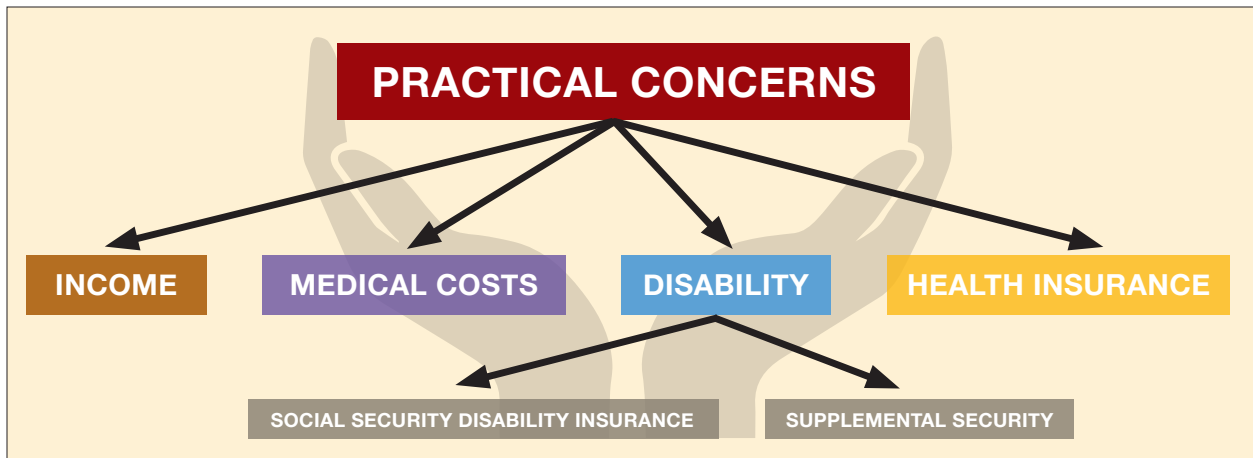 PRACTICAL CONCERNS
INCOME
MEDICAL COSTS
DISABILITY
HEALTH INSURANCE
SOCIAL SECURITY DISABILITY INSURANCE
SUPPLEMENTAL SECURITY